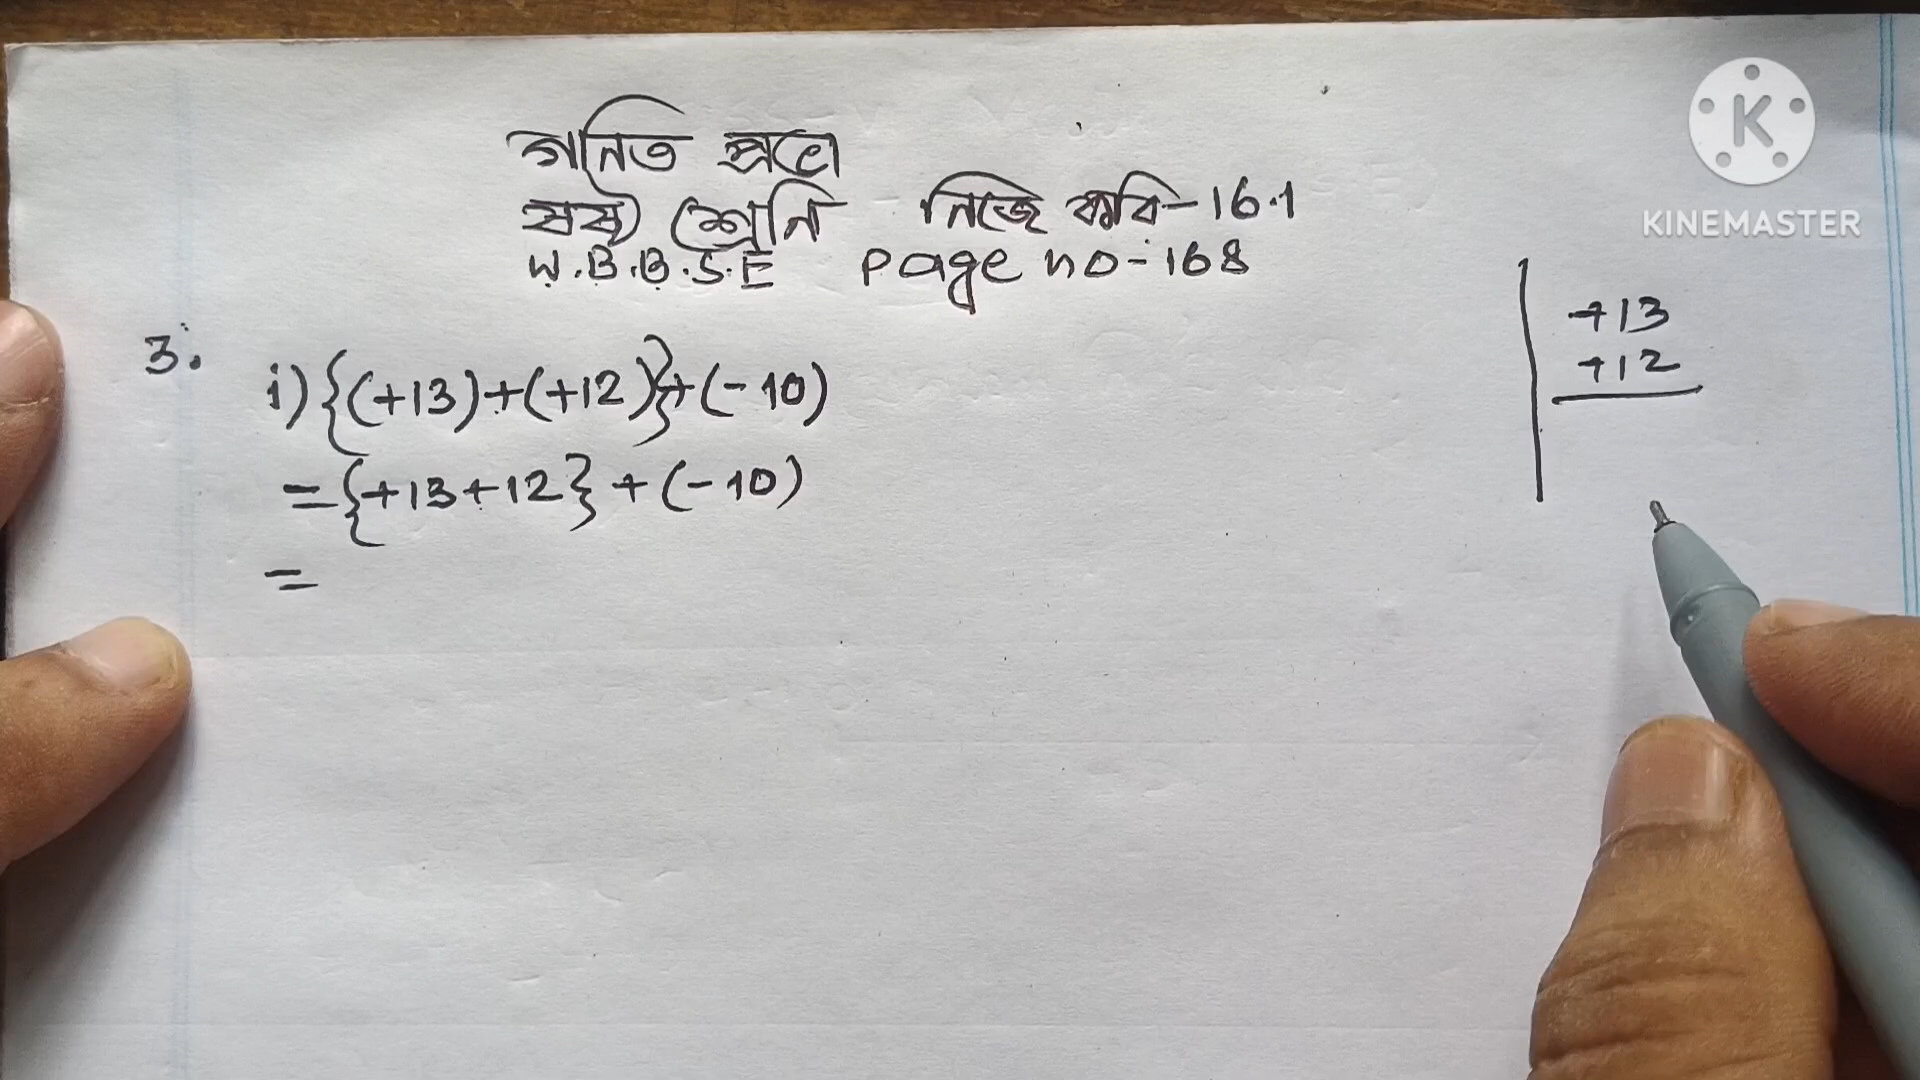 গনিত প্রভা
ষষ্ঠ শ্রেনি নিজে করি-16.1
W.B.B.S.E page no-168
3. i) {(+13)+(+12)}+(-10)
= {+13+12} + (-10)
=
+13
+12
K
KINEMASTER